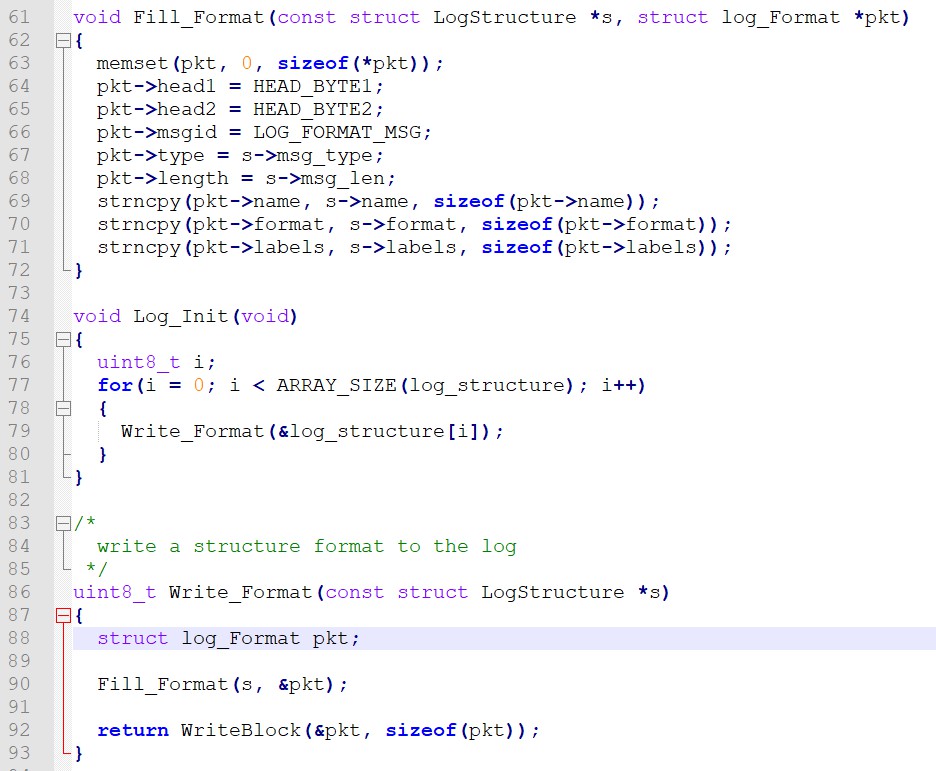 61 void Fill_Format(const struct LogStructure *s, struct log_Format *pkt)
62 {
63 memset(pkt, 0, sizeof(*pkt));
64 pkt->head1 = HEAD_BYTE1;
65 pkt->head2 = HEAD_BYTE2;
66 pkt->msgid = LOG_FORMAT_MSG;
67 pkt->type = s->msg_type;
68 pkt->length = s->msg_len;
69 strncpy(pkt->name, s->name, sizeof(pkt->name));
70 strncpy(pkt->format, s->format, sizeof(pkt->format));
71 strncpy(pkt->labels, s->labels, sizeof(pkt->labels));
72 }
73
74 void Log_Init(void)
75 {
76 uint8_t i;
77 for(i = 0; i < ARRAY_SIZE(log_structure); i++)
78 {
79 Write_Format(&log_structure[i]);
80 }
81 }
82
83 /*
84 write a structure format to the log
85 */
86 uint8_t Write_Format(const struct LogStructure *s)
87 {
88 struct log_Format pkt;
89
90 Fill_Format(s, &pkt);
91
92 return WriteBlock(&pkt, sizeof(pkt));
93 }